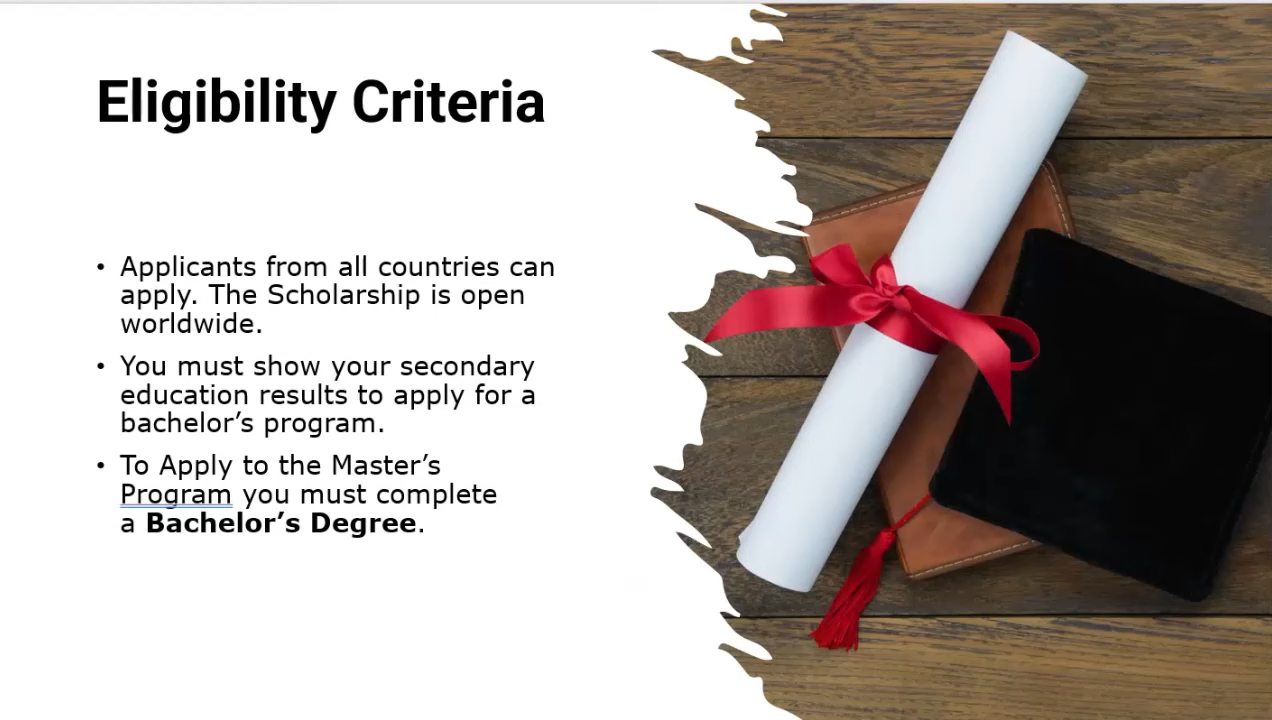 Eligibility Criteria
• Applicants from all countries can
apply. The Scholarship is open
worldwide.
• You must show your secondary
education results to apply for a
bachelor’s program.
• To Apply to the Master’s
Program you must complete
a Bachelor’s Degree.